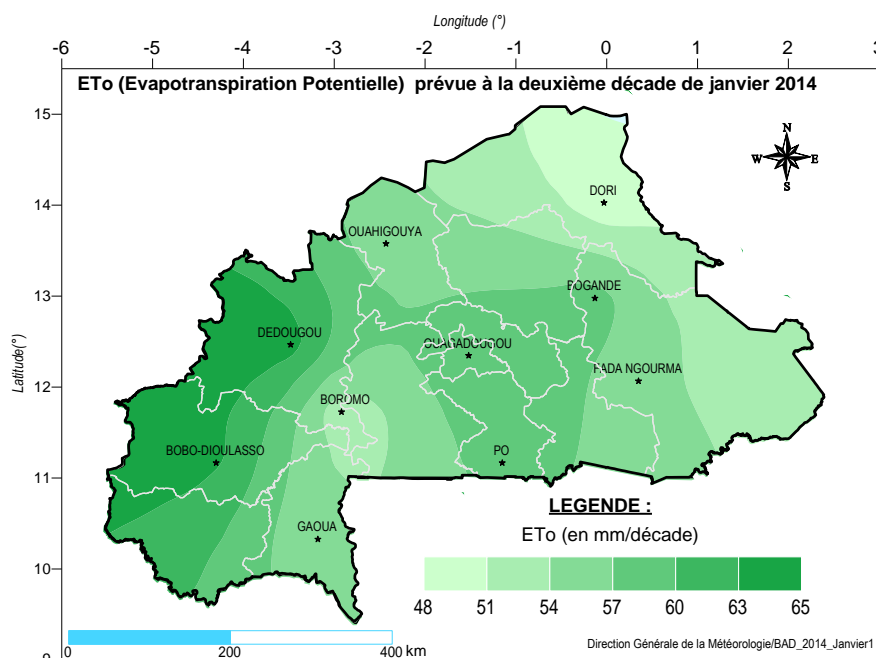 Longitude (°)
-6 -5 -4 -3 -2 -1 0 1 2 3
ETo (Evapotranspiration Potentielle) prévue à la deuxième décade de janvier 2014
15
N
W E
S
DORI
14
OUAHIGOUYA
13
BOGANDE
DEDOUGOU
OUAGADOUGOU
Latitude(°)
FADA NGOURMA
12
BOROMO
BOBO-DIOULASSO
PO
11
LEGENDE :
GAOUA
ETo (en mm/décade)
10
48 51 54 57 60 63 65
Direction Générale de la Météorologie/BAD_2014_Janvier1
0 200 400 km
9